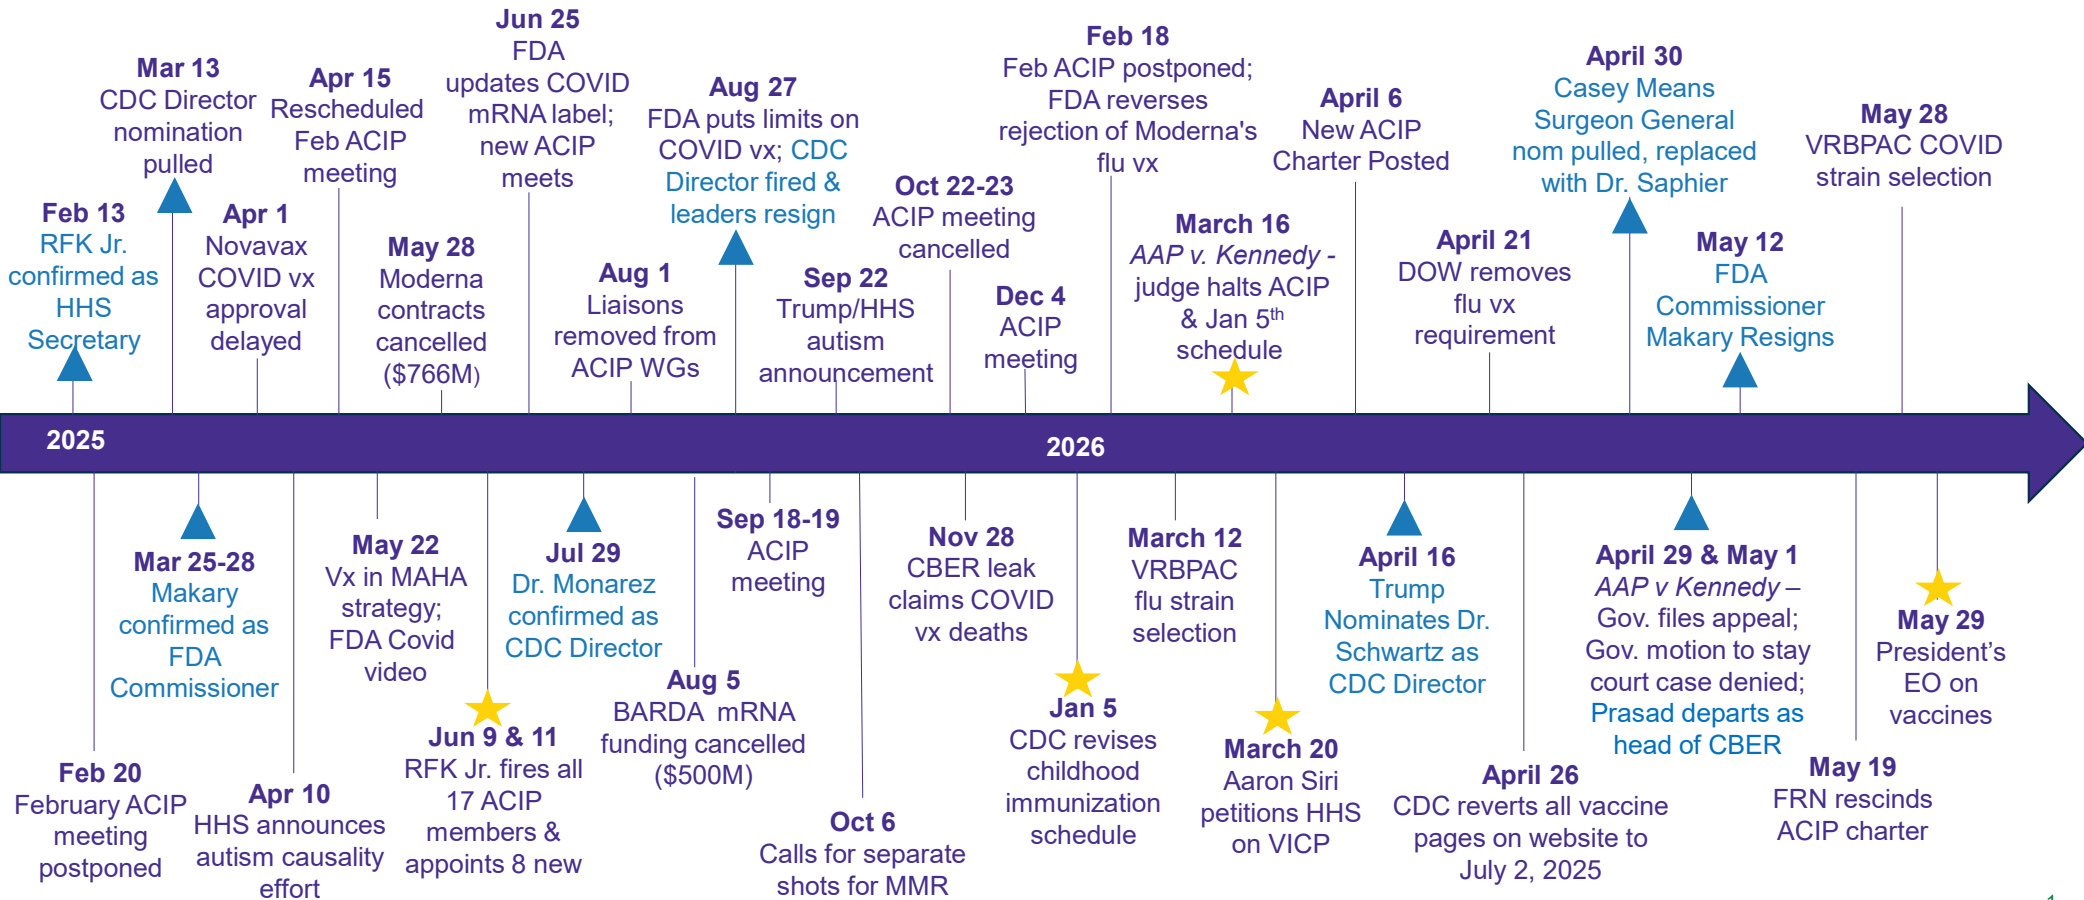 Feb 13
RFK Jr.
confirmed as
HHS
Secretary
Mar 13
CDC Director
nomination
pulled
Apr 1
Novavax
COVID vx
approval
delayed
Apr 15
Rescheduled
Feb ACIP
meeting
May 28
Moderna
contracts
cancelled
($766M)
Jun 25
FDA
updates COVID
mRNA label;
new ACIP
meets
Aug 1
Liaisons
removed from
ACIP WGs
Aug 27
FDA puts limits on
COVID vx; CDC
Director fired &
leaders resign
Sep 22
Trump/HHS
autism
announcement
Oct 22-23
ACIP meeting
cancelled
Dec 4
ACIP
meeting
Feb 18
Feb ACIP postponed;
FDA reverses
rejection of Moderna's
flu vx
March 16
AAP v. Kennedy -
judge halts ACIP
& Jan 5th
schedule
April 6
New ACIP
Charter Posted
April 21
DOW removes
flu vx
requirement
April 30
Casey Means
Surgeon General
nom pulled, replaced
with Dr. Saphier
May 12
FDA
Commissioner
Makary Resigns
May 28
VRBPAC COVID
strain selection
2025
2026
Feb 20
February ACIP
meeting
postponed
Mar 25-28
Makary
confirmed as
FDA
Commissioner
Apr 10
HHS announces
autism causality
effort
May 22
Vx in MAHA
strategy;
FDA Covid
video
Jun 9 & 11
RFK Jr. fires all
17 ACIP
members &
appoints 8 new
Jul 29
Dr. Monarez
confirmed as
CDC Director
Aug 5
BARDA mRNA
funding cancelled
($500M)
Sep 18-19
ACIP
meeting
Oct 6
Calls for separate
shots for MMR
Nov 28
CBER leak
claims COVID
vx deaths
Jan 5
CDC revises
childhood
immunization
schedule
March 12
VRBPAC
flu strain
selection
March 20
Aaron Siri
petitions HHS
on VICP
April 16
Trump
Nominates Dr.
Schwartz as
CDC Director
April 26
CDC reverts all vaccine
pages on website to
July 2, 2025
April 29 & May 1
AAP v Kennedy –
Gov. files appeal;
Gov. motion to stay
court case denied;
Prasad departs as
head of CBER
May 19
FRN rescinds
ACIP charter
May 29
President’s
EO on
vaccines